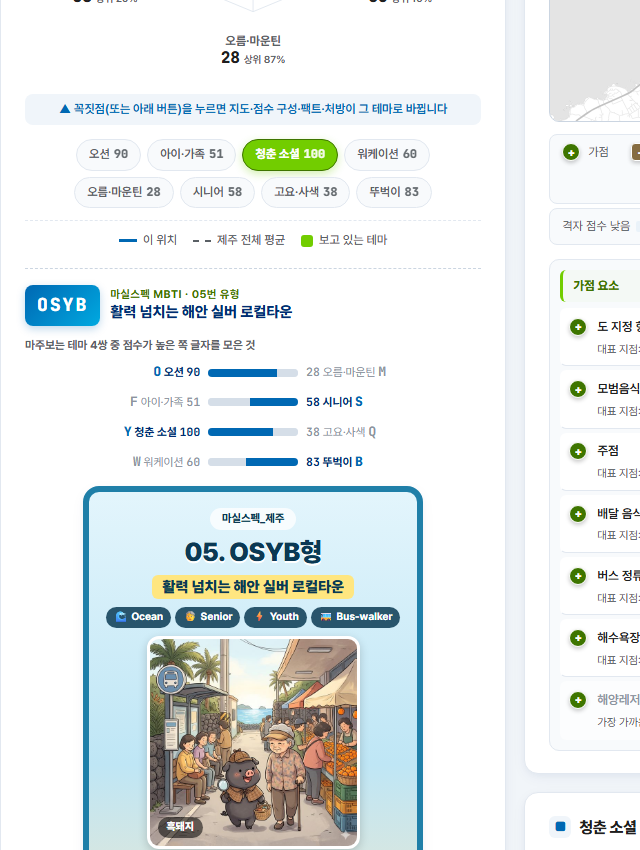 오름·마운틴
28 상위 87%
▲ 꼭짓점(또는 아래 버튼)을 누르면 지도·점수 구성·팩트·처방이 그 테마로 바뀝니다
오션 90
아이·가족 51
청춘 소셜 100
워케이션 60
오름·마운틴 28
시니어 58
고요·사색 38
뚜벅이 83
이 위치
제주 전체 평균
보고 있는 테마
OSYB
마실스펙 MBTI · 05번 유형
활력 넘치는 해안 실버 로컬타운
마주보는 테마 4쌍 중 점수가 높은 쪽 글자를 모은 것
O 오션 90
28 오름·마운틴 M
F 아이·가족 51
58 시니어 S
Y 청춘 소셜 100
38 고요·사색 Q
W 워케이션 60
83 뚜벅이 B
마실스펙_제주
05. OSYB형
활력 넘치는 해안 실버 로컬타운
Ocean
Senior
Youth
Bus-walker
흑돼지
가점
격자 점수 낮음
가점 요소
도 지정
대표 지점
모범음식
대표 지점
주점
대표 지점
배달 음식
대표 지점
버스 정류
대표 지점
해수욕장
대표 지점
해양레저
가장 가까
청춘 소셜